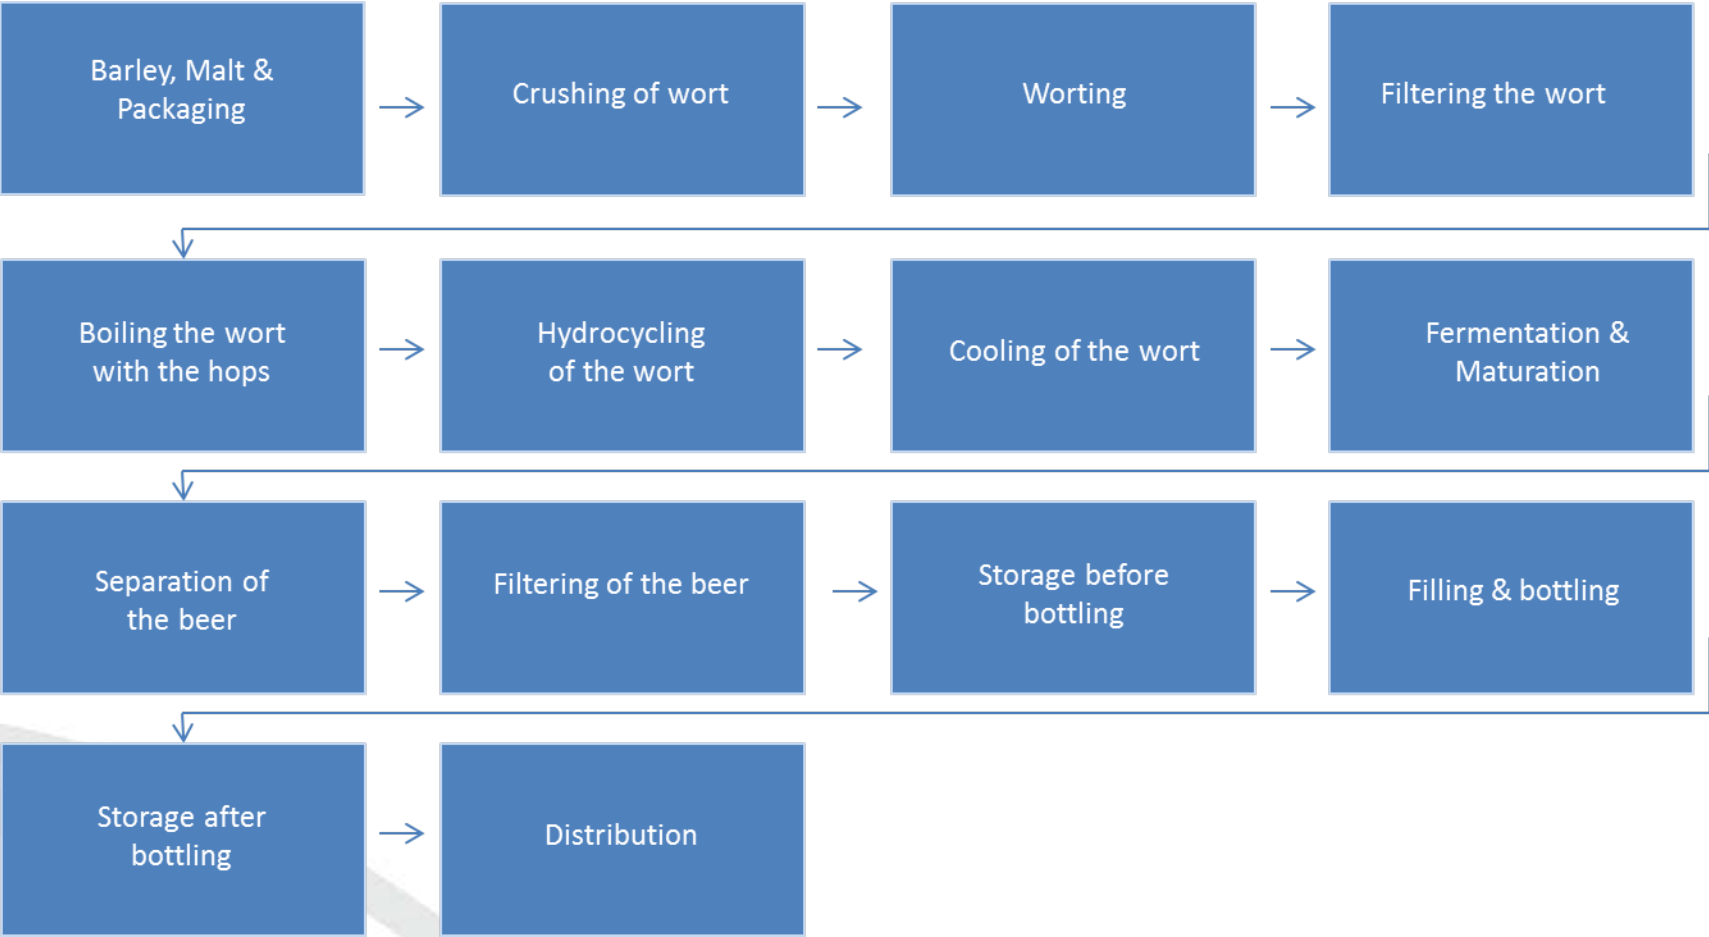 Barley, Malt &
Packaging
Crushing of wort
Worting
Filtering the wort
Boiling the wort
with the hops
Hydrocycling
of the wort
Cooling of the wort
Fermentation &
Maturation
Separation of
the beer
Filtering of the beer
Storage before
bottling
Filling & bottling
Storage after
bottling
Distribution